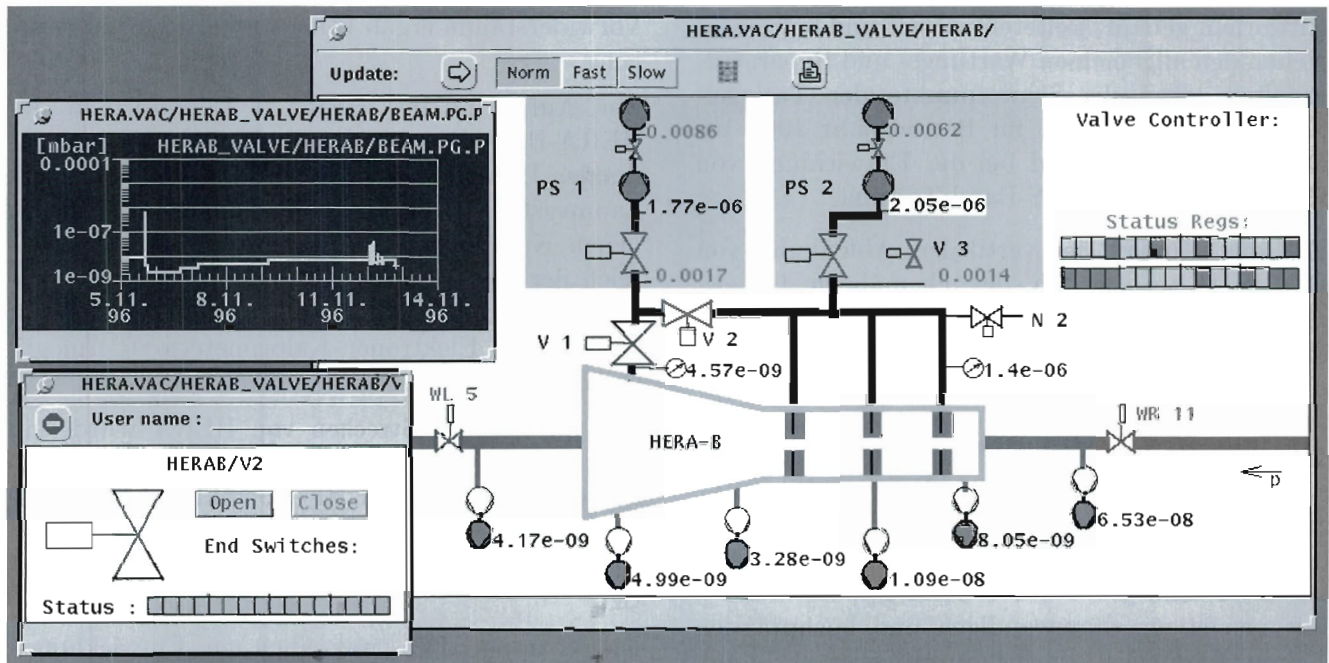 HERA.VAC/HERAB_VALVE/HERAB/
Update:
Norm
Fast
Slow
HERA.VAC/HERAB_VALVE/HERAB/BEAM.PG.P
[mbar]
HERAB_VALVE/HERAB/BEAM.PG.P
0.0001
1e-07
1e-09
5.11. 8.11. 11.11. 14.11.
96 96 96 96
0.0086
0.0062
Valve Controller:
PS 1
PS 2
1.77e-06
2.05e-06
Status Regs:
V 3
0.0017
0.0014
V 1
V 2
N 2
4.57e-09
1.4e-06
HERA.VAC/HERAB_VALVE/HERAB/V
User name :
WL 5
WR 11
HERA-B
p
HERAB/V2
Open
Close
End Switches:
Status :
4.17e-09
4.99e-09
3.28e-09
1.09e-08
8.05e-09
6.53e-08